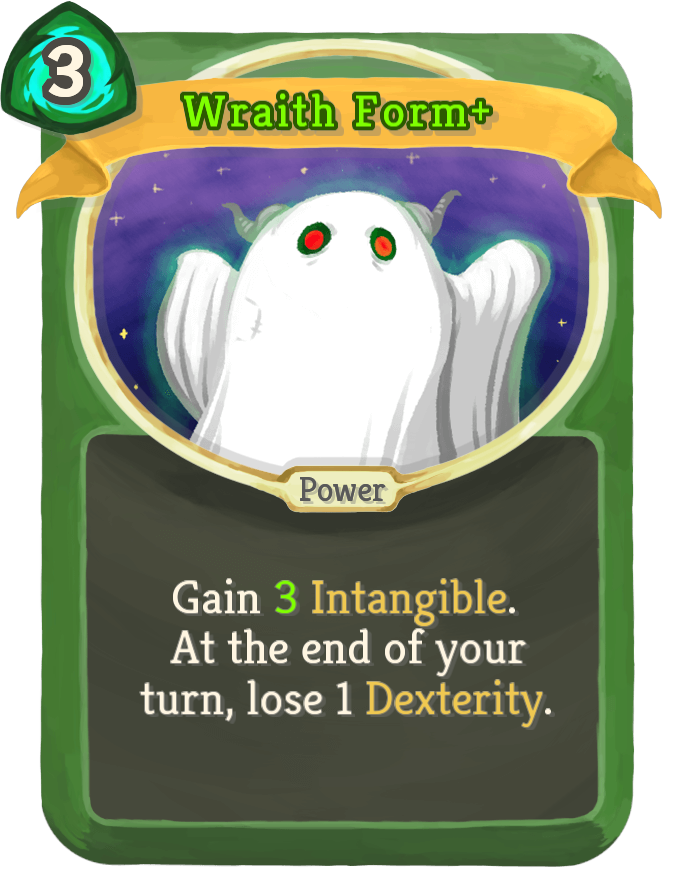 3
Wraith Form+
Power
Gain 3 Intangible.
At the end of your
turn, lose 1 Dexterity.